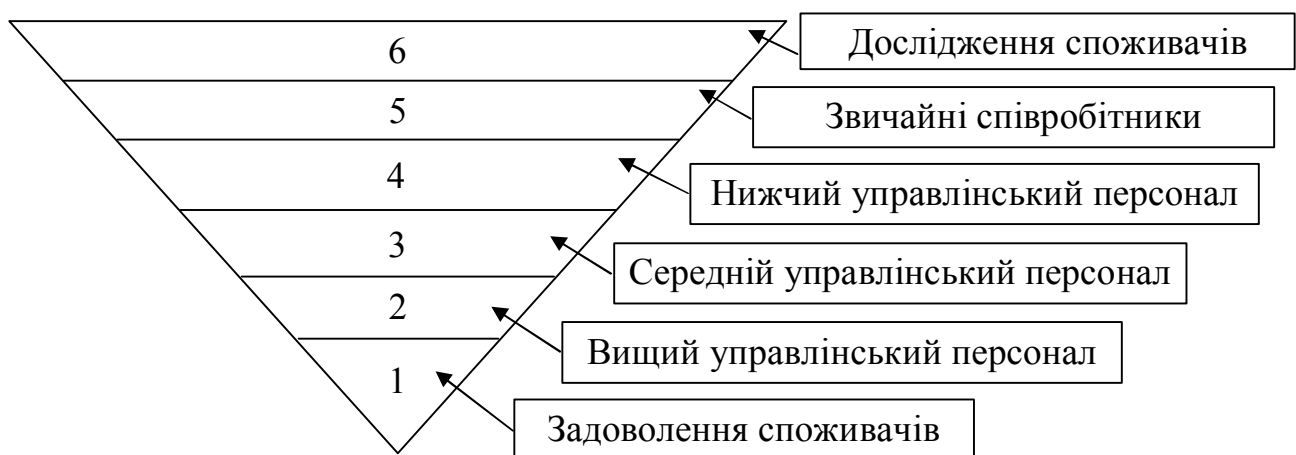 6
Дослідження споживачів
5
Звичайні співробітники
4
Нижчий управлінський персонал
3
Середній управлінський персонал
2
Вищий управлінський персонал
1
Задоволення споживачів